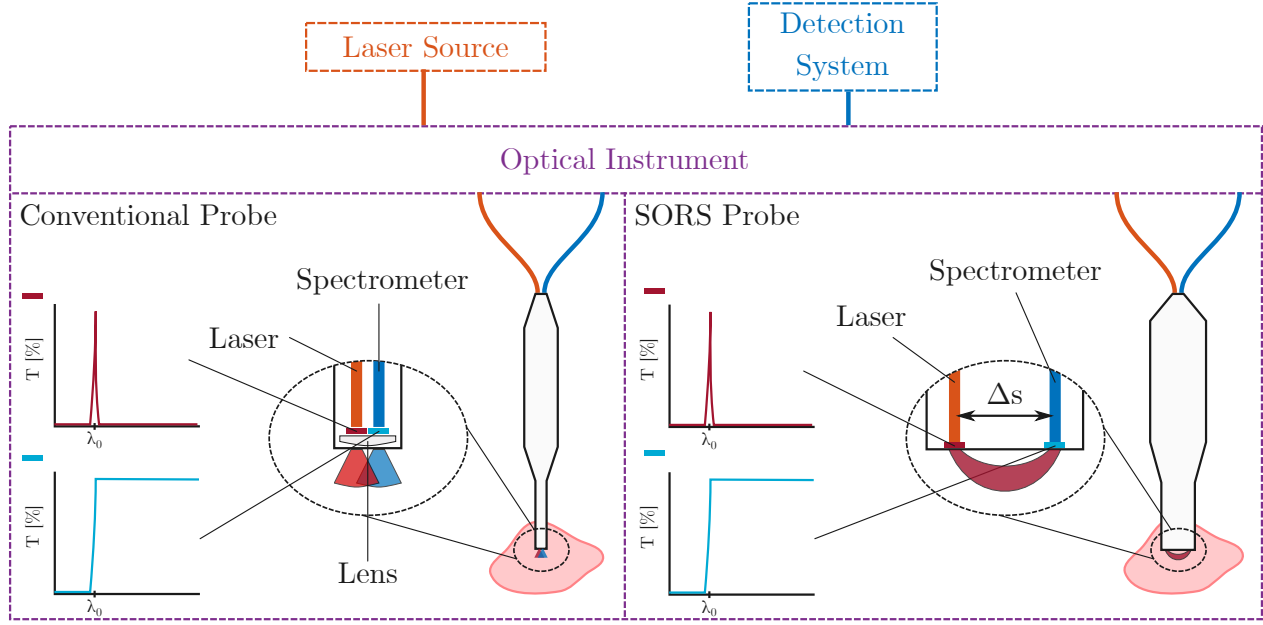 Laser Source
Detection
System
Optical Instrument
Conventional Probe
Spectrometer
Laser
T [%]
λ₀
T [%]
λ₀
Lens
SORS Probe
Spectrometer
Laser
Δs
T [%]
λ₀
T [%]
λ₀